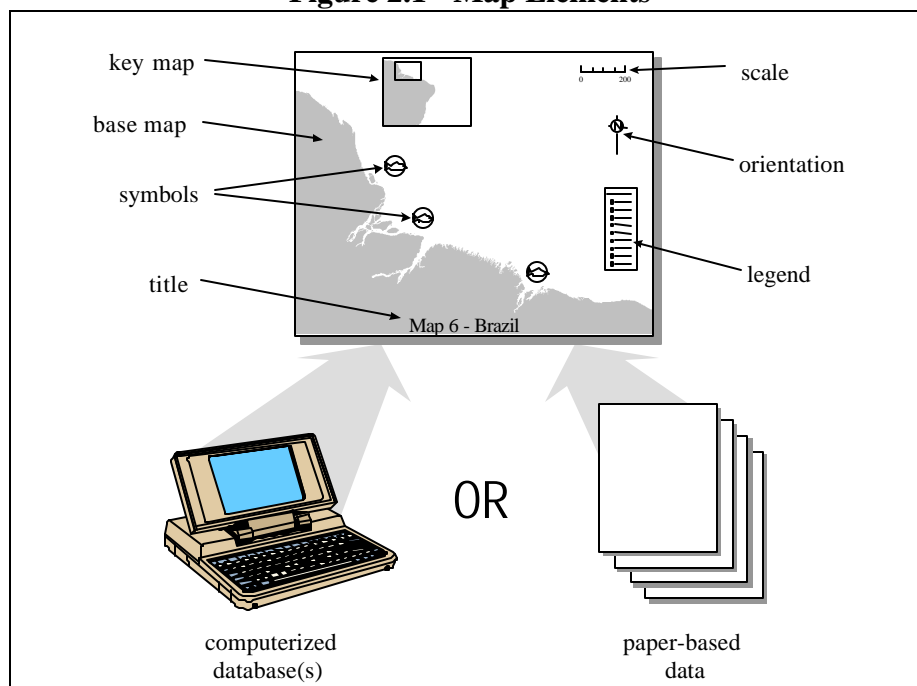 Figure 2.1 - Map Elements
key map
scale
0 200
base map
N
orientation
symbols
legend
title
Map 6 - Brazil
OR
computerized
database(s)
paper-based
data